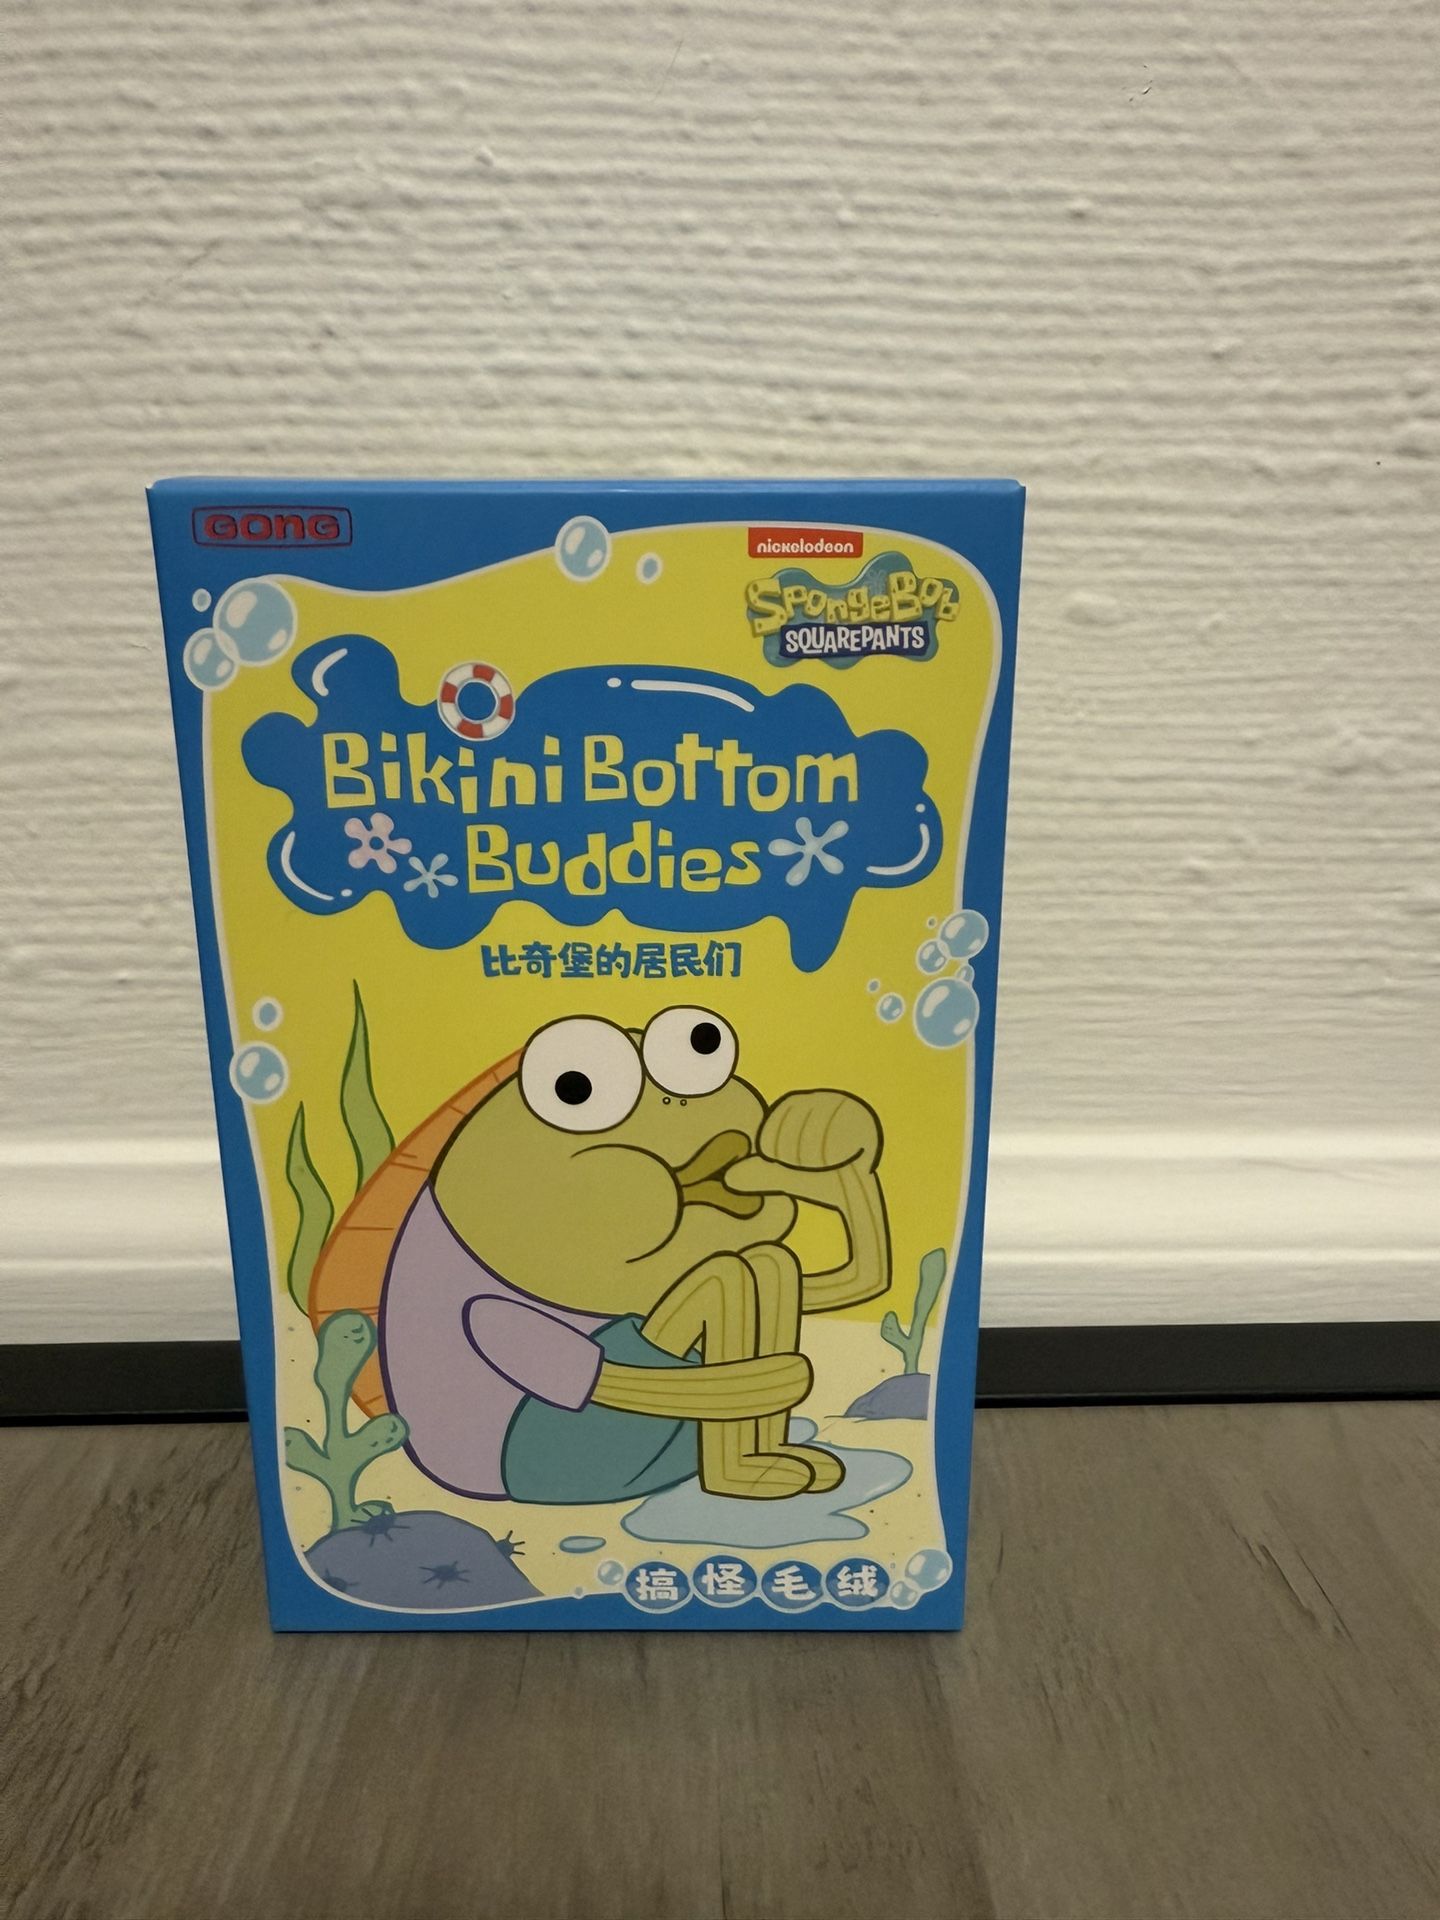 GONG
nickelodeon
SpongeBob
SQUAREPANTS
Bikini Bottom
Buddies
比奇堡的居民们
搞怪毛绒